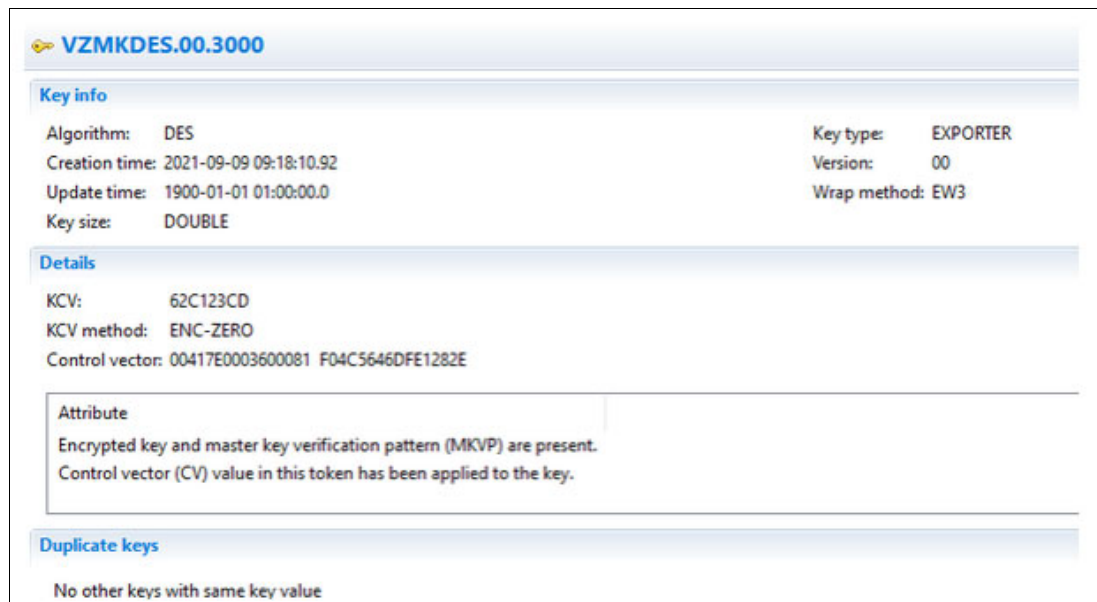 VZMKDES.00.3000
Key info
Algorithm: DES Key type: EXPORTER
Creation time: 2021-09-09 09:18:10.92 Version: 00
Update time: 1900-01-01 01:00:00.0 Wrap method: EW3
Key size: DOUBLE
Details
KCV: 62C123CD
KCV method: ENC-ZERO
Control vector: 00417E0003600081 F04C5646DFE1282E
Attribute
Encrypted key and master key verification pattern (MKVP) are present.
Control vector (CV) value in this token has been applied to the key.
Duplicate keys
No other keys with same key value